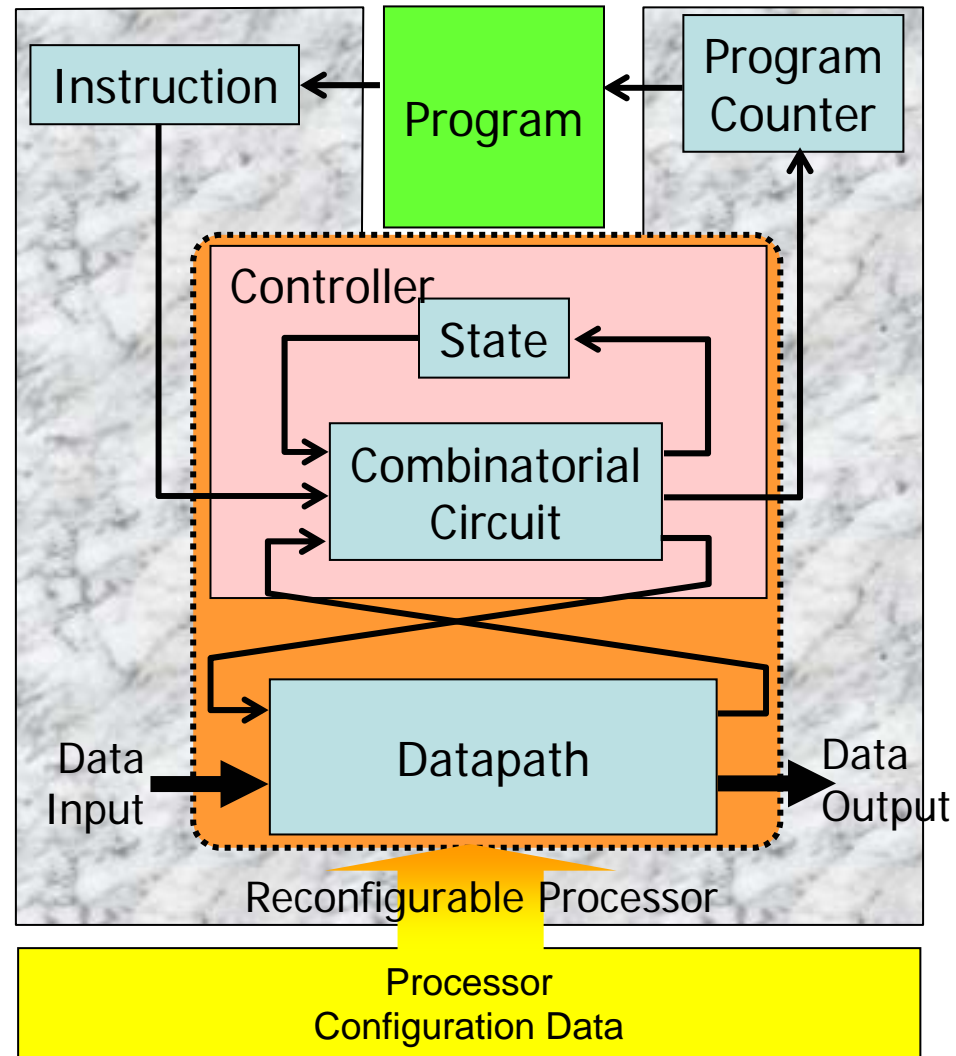 Instruction
Program
Program
Counter
Controller
State
Combinatorial
Circuit
Datapath
Data
Input
Data
Output
Reconfigurable Processor
Processor
Configuration Data